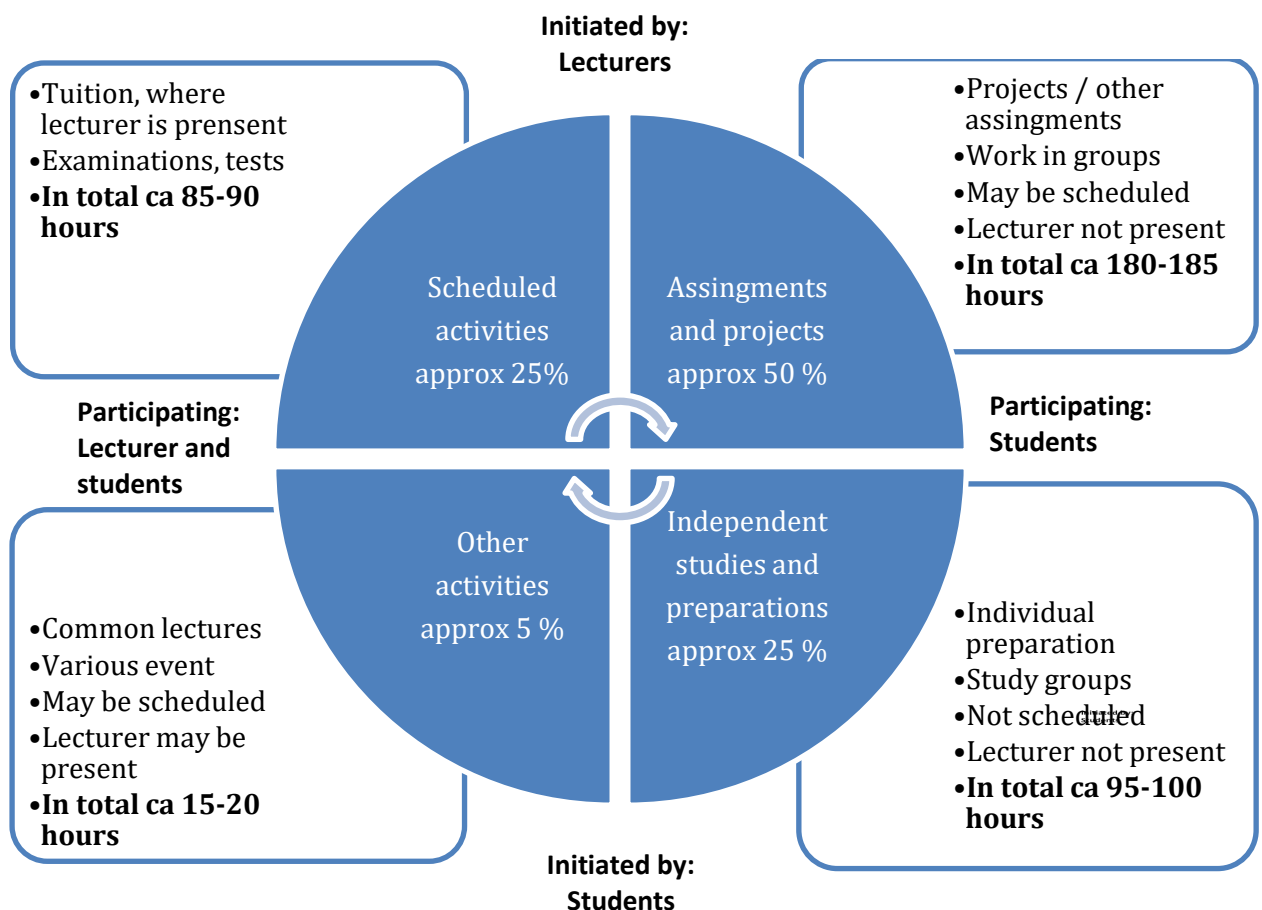 Initiated by:
Lecturers
•Tuition, where
lecturer is prensent
•Examinations, tests
•In total ca 85-90
hours
•Projects / other
assingments
•Work in groups
•May be scheduled
•Lecturer not present
•In total ca 180-185
hours
Scheduled
activities
approx 25%
Assingments
and projects
approx 50 %
Participating:
Lecturer and
students
Participating:
Students
Other
activities
approx 5 %
Independent
studies and
preparations
approx 25 %
•Common lectures
•Various event
•May be scheduled
•Lecturer may be
present
•In total ca 15-20
hours
•Individual
preparation
•Study groups
•Not scheduled
•Lecturer not present
•In total ca 95-100
hours
Initiated by
Students
Initiated by:
Students